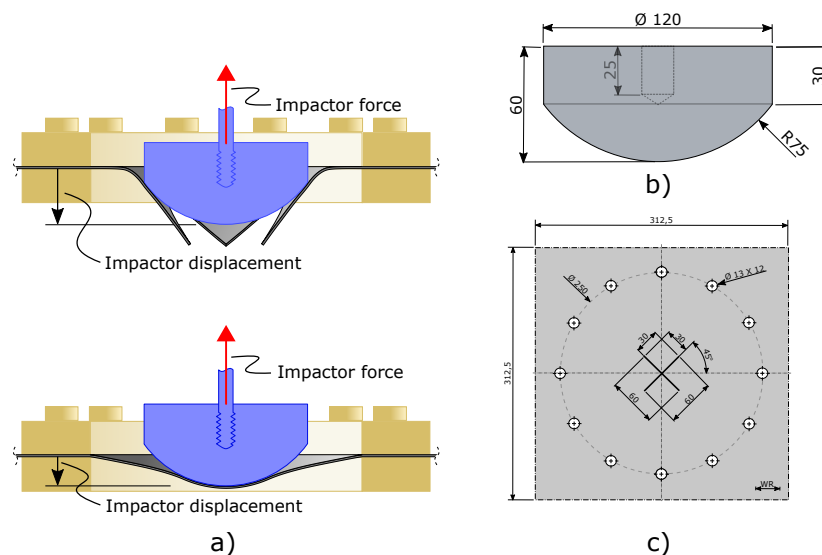 Impactor force
Impactor displacement
Impactor force
Impactor displacement
a)
Ø 120
25
60
30
R75
b)
312,5
312,5
Ø 250
Ø 13 X 12
30
30
45°
60
60
WR
c)